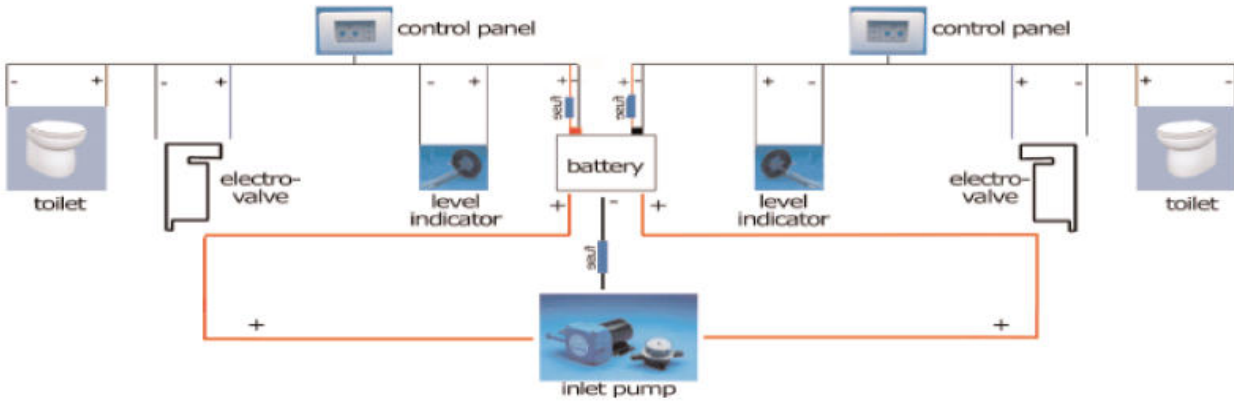 control panel
control panel
- +
- +
- +
+ -
+ -
+ -
+ -
+ -
fuse
fuse
battery
electro-
valve
electro-
valve
toilet
level
indicator
level
indicator
toilet
+ - +
fuse
+ +
inlet pump